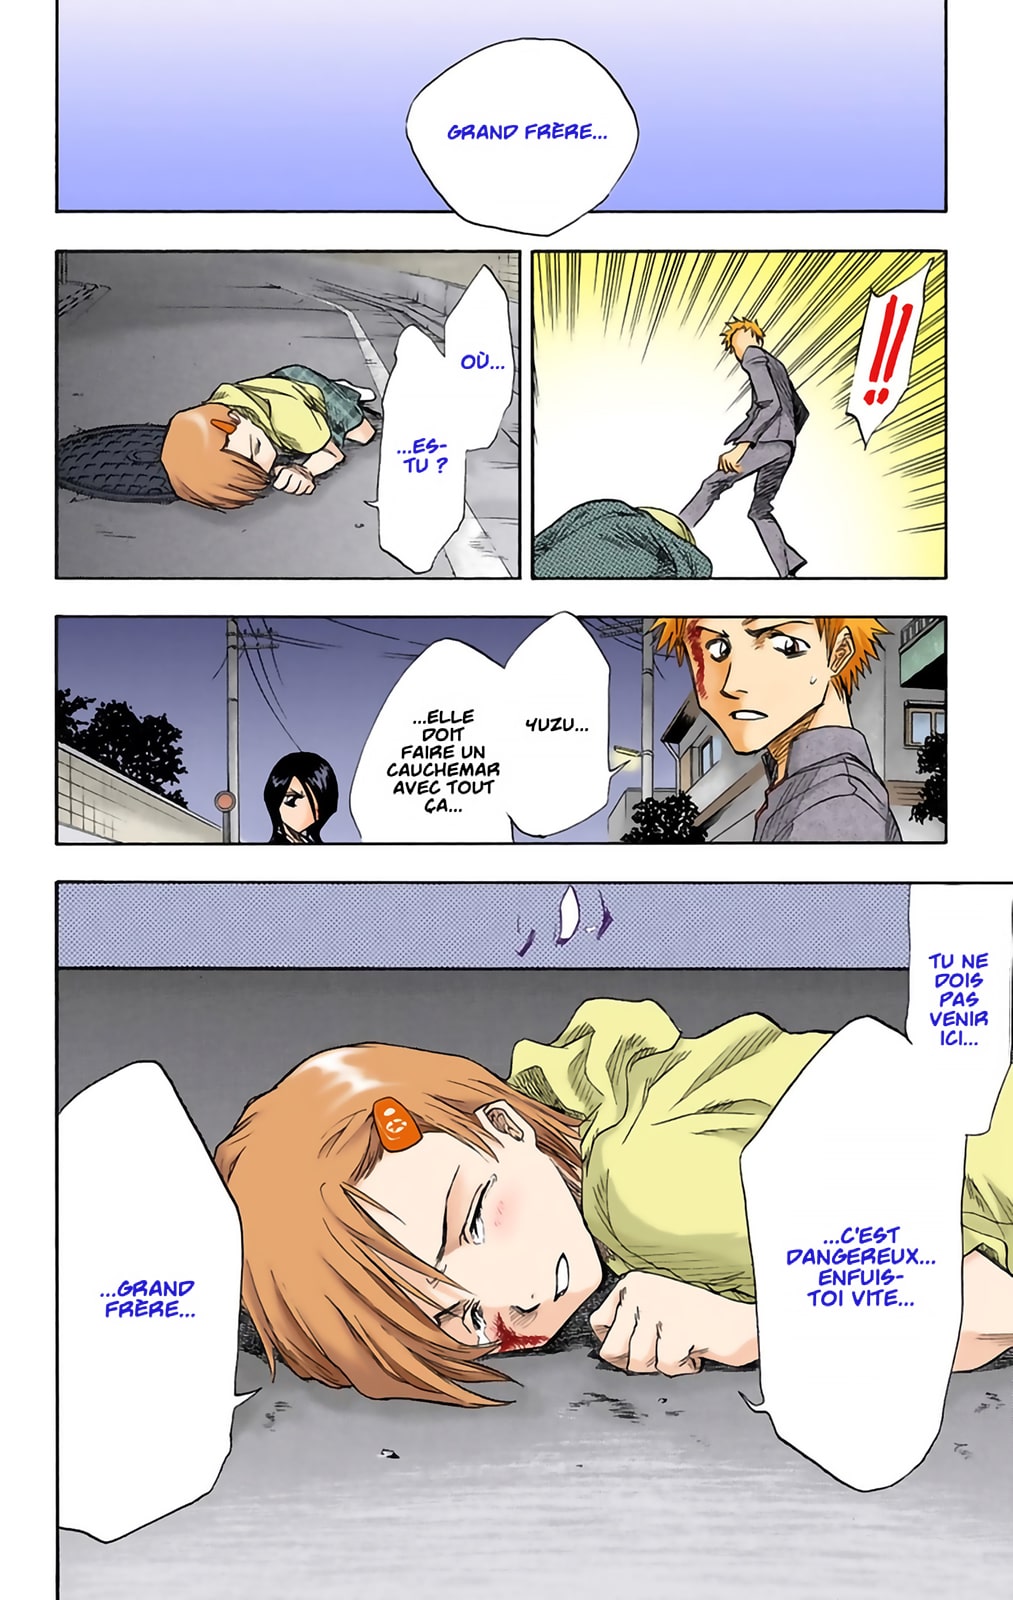 GRAND FRÈRE...
!!
OÙ...
...ES-
TU ?
YUZU...
...ELLE
DOIT
FAIRE UN
CAUCHEMAR
AVEC TOUT
ÇA...
TU NE
DOIS
PAS
VENIR
ICI...
...C'EST
DANGEREUX...
ENFUIS-
TOI VITE...
...GRAND
FRÈRE...